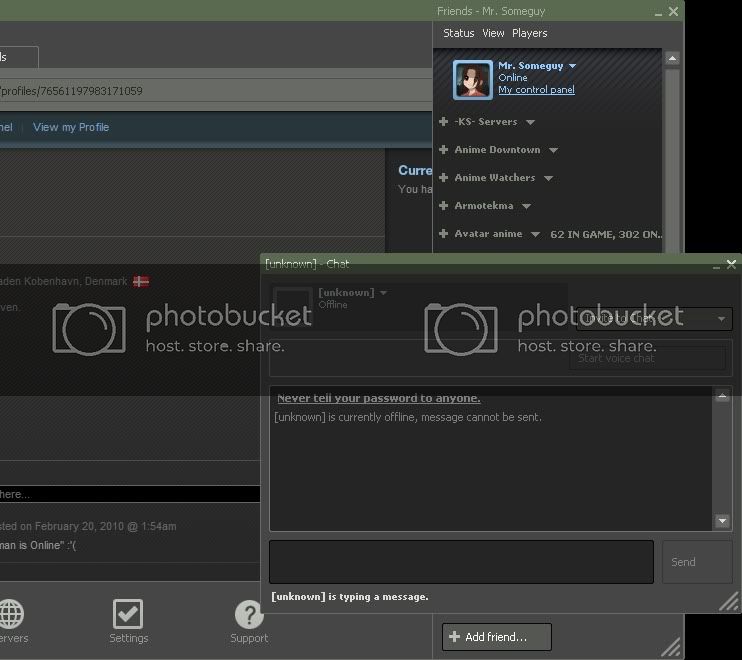 Friends - Mr. Someguy
Status View Players
ds
/profiles/76561197983171059
Mr. Someguy
Online
My control panel
nel | View my Profile
-KS- Servers
Anime Downtown
Curre
You ha
Anime Watchers
Armotekma
Avatar anime 62 IN GAME, 302 ON..
[unknown] - Chat
aden Kobenhavn, Denmark
[unknown]
Offline
ven.
Invite to Chat
photobucket
host. store. share.
photobucket
host. store. share.
Start voice chat
Never tell your password to anyone.
[unknown] is currently offline, message cannot be sent.
here...
sted on February 20, 2010 @ 1:54am
man is Online" :'(
Send
[unknown] is typing a message.
ervers
Settings
Support
Add friend...